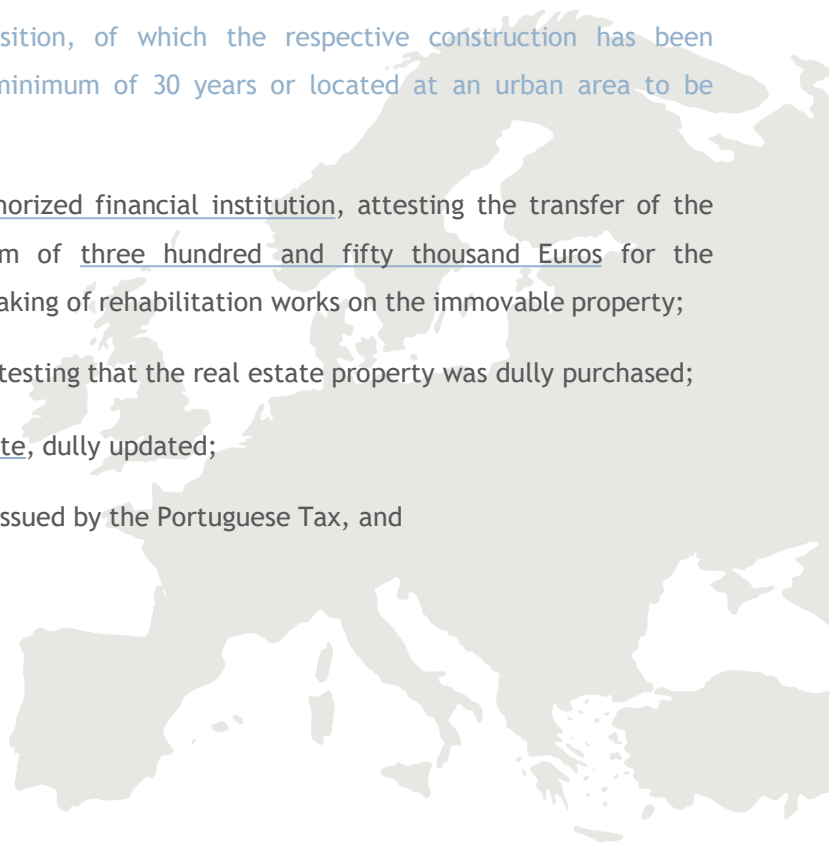 sition, of which the respective construction has been
minimum of 30 years or located at an urban area to be
horized financial institution, attesting the transfer of the
m of three hundred and fifty thousand Euros for the
aking of rehabilitation works on the immovable property;
testing that the real estate property was dully purchased;
te, dully updated;
issued by the Portuguese Tax, and